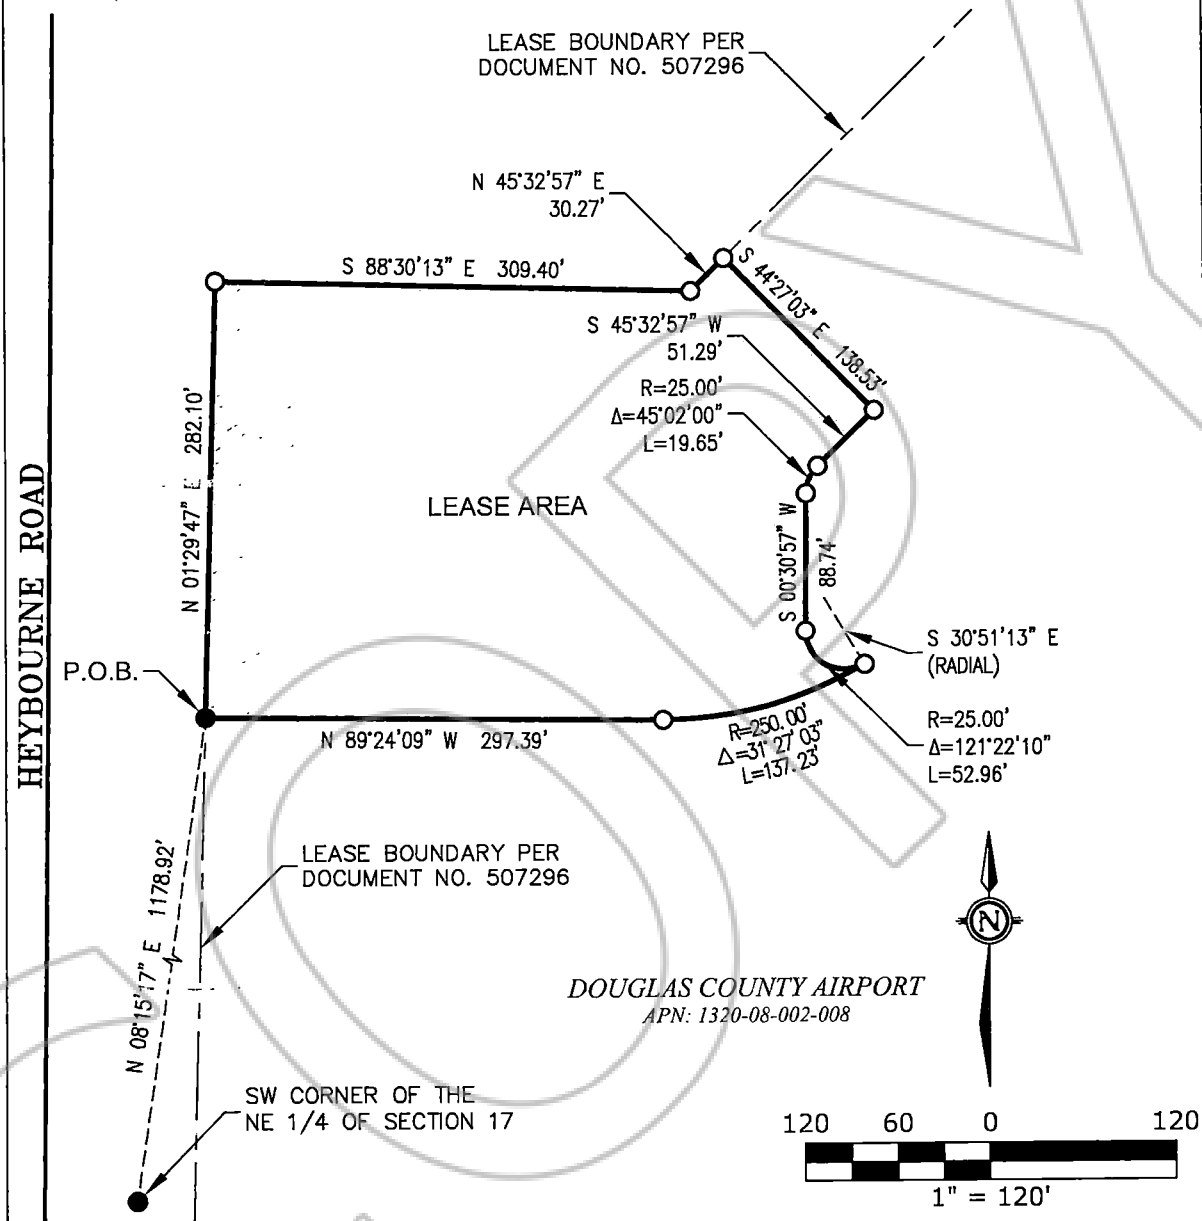 LEASE BOUNDARY PER
DOCUMENT NO. 507296
N 45°32'57" E
30.27'
S 88°30'13" E 309.40'
S 44°27'03" E 138.53'
S 45°32'57" W
51.29'
R=25.00'
Δ=45°02'00"
L=19.65'
N 01°29'47" E 282.10'
LEASE AREA
HEYBOURNE ROAD
S 00°30'57" W
88.74'
S 30°51'13" E
(RADIAL)
P.O.B.
R=25.00'
Δ=121°22'10"
L=52.96'
N 89°24'09" W 297.39'
R=250.00'
Δ=31°27'03"
L=137.23'
LEASE BOUNDARY PER
DOCUMENT NO. 507296
N 08°15'17" E 1178.92'
N
DOUGLAS COUNTY AIRPORT
APN: 1320-08-002-008
SW CORNER OF THE
NE 1/4 OF SECTION 17
120 60 0 120
1" = 120'